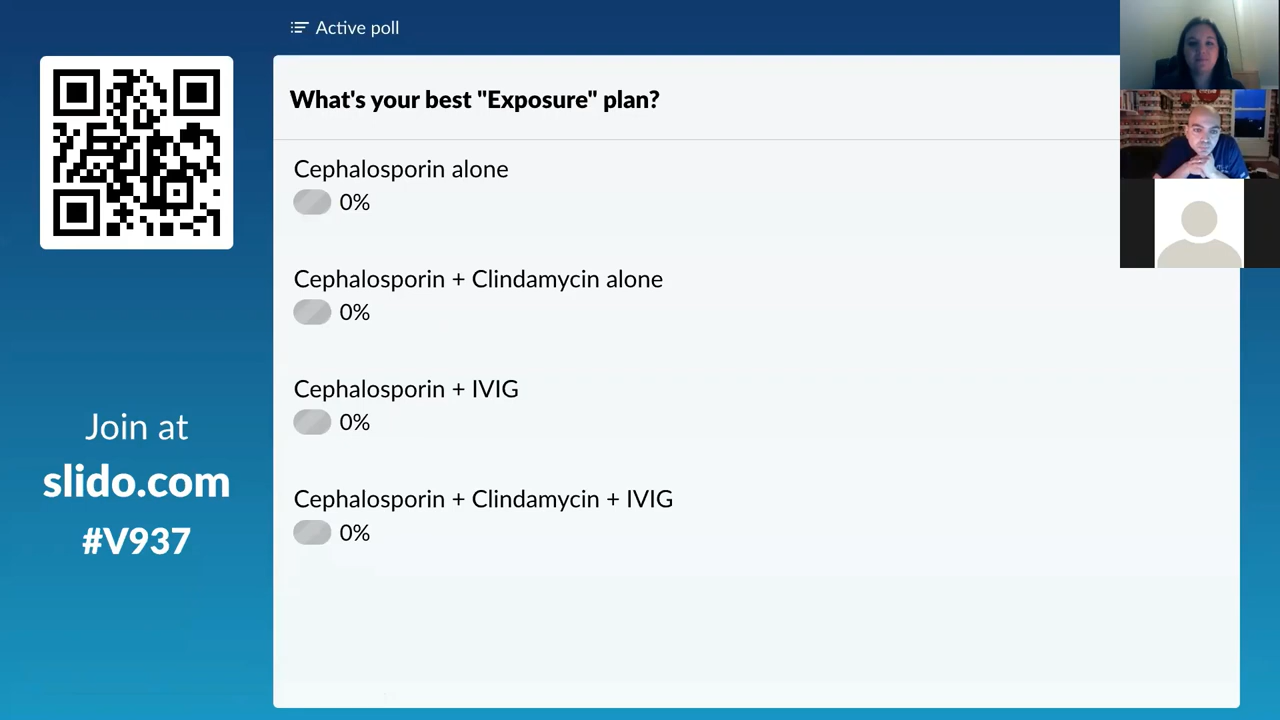 Active poll
What's your best "Exposure" plan?
Cephalosporin alone
0%
Cephalosporin + Clindamycin alone
0%
Cephalosporin + IVIG
0%
Cephalosporin + Clindamycin + IVIG
0%
Join at
slido.com
#V937